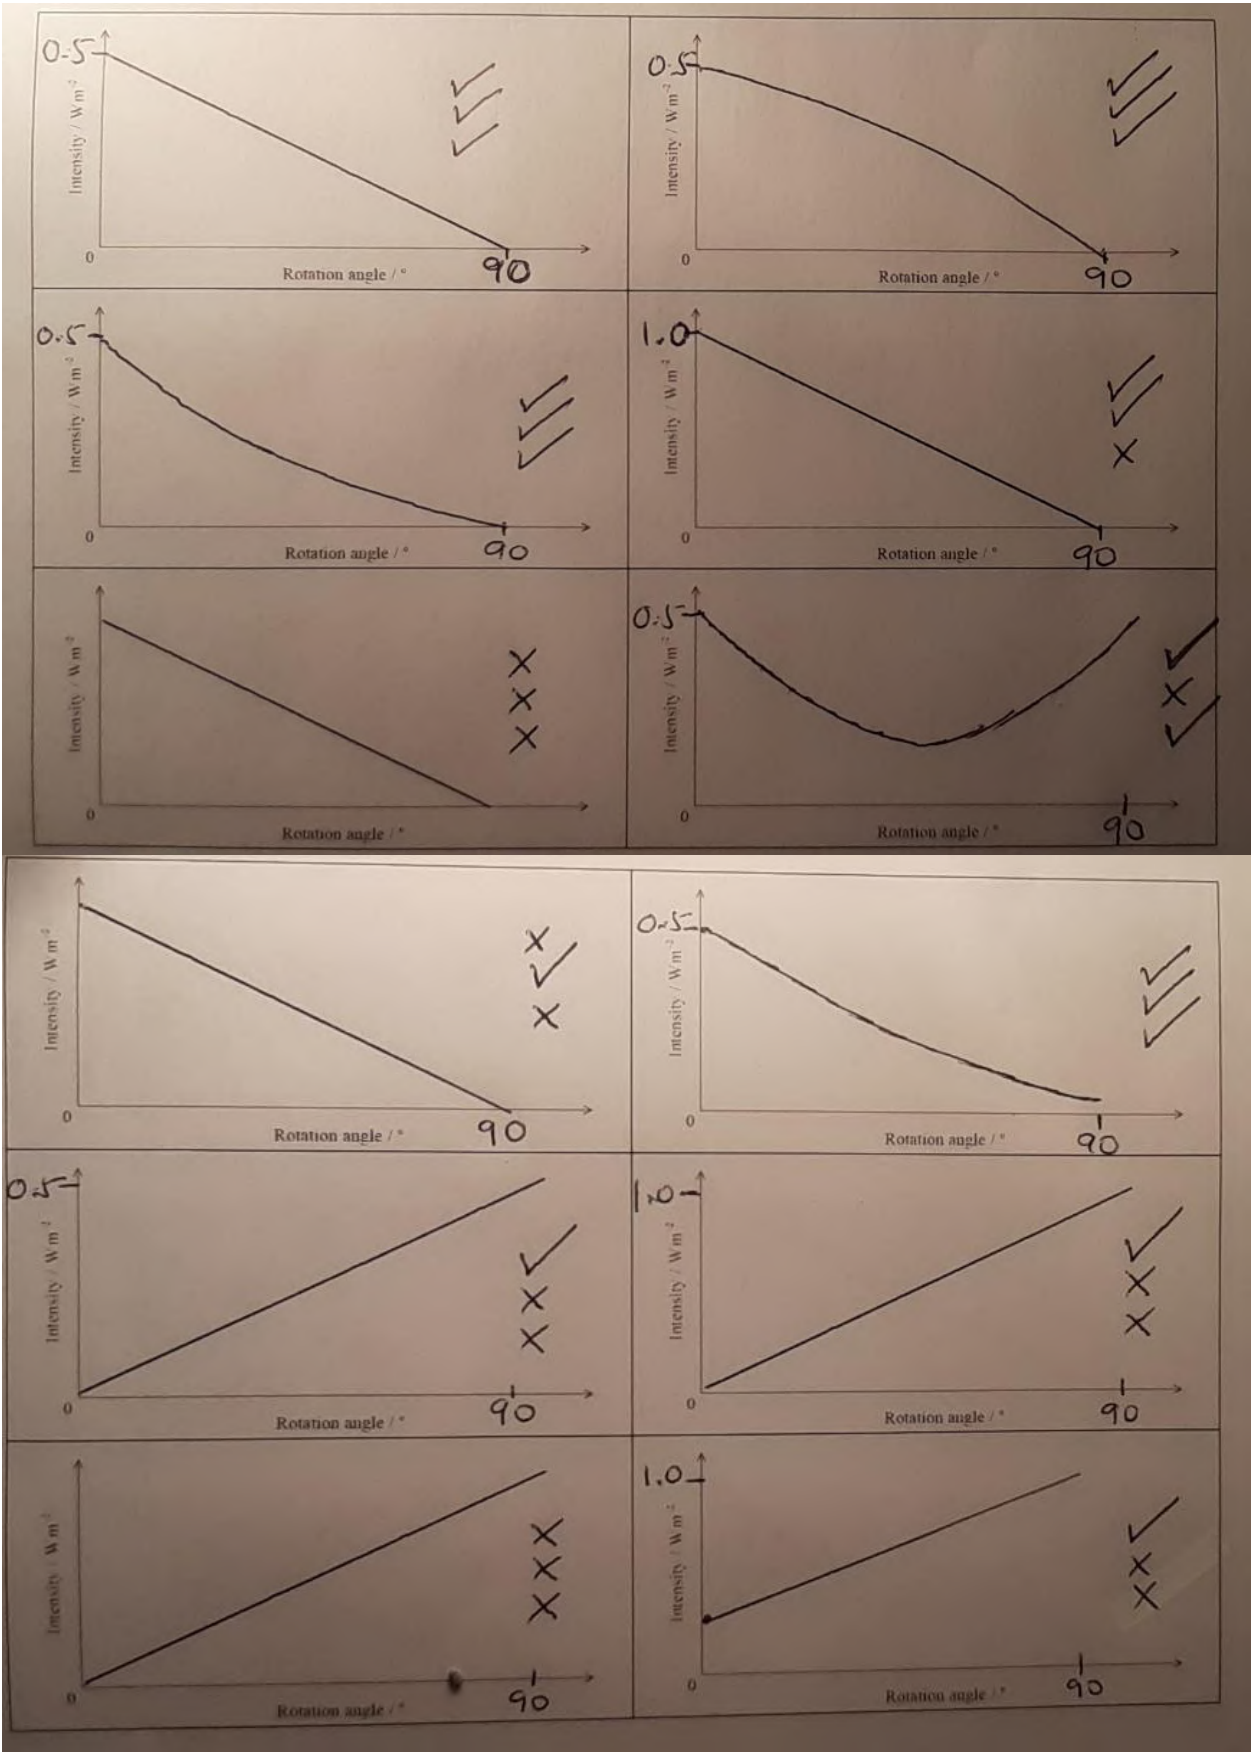 0.5
Intensity / W m⁻²
0
Rotation angle / °
90
0.5
Intensity / W m⁻²
0
Rotation angle / °
90
0.5
Intensity / W m⁻²
0
Rotation angle / °
90
1.0
Intensity / W m⁻²
0
Rotation angle / °
90
Intensity / W m⁻²
0
Rotation angle / °
0.5
Intensity / W m⁻²
0
Rotation angle / °
90
Intensity / W m⁻²
0
Rotation angle / °
90
0.5
Intensity / W m⁻²
0
Rotation angle / °
90
0.5
Intensity / W m⁻²
0
Rotation angle / °
90
1.0
Intensity / W m⁻²
0
Rotation angle / °
90
Intensity / W m⁻²
0
Rotation angle / °
90
1.0
Intensity / W m⁻²
0
Rotation angle / °
90